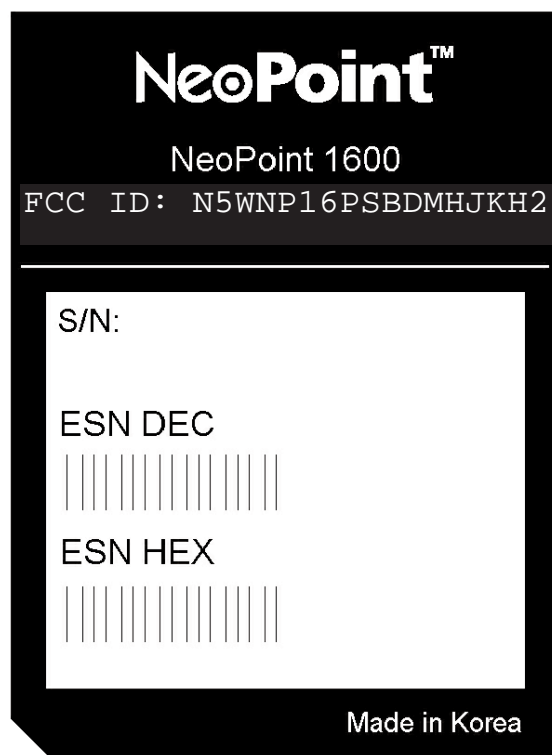 NeoPoint™
NeoPoint 1600
FCC ID: N5WNP16PSBDMHJKH2
S/N:
ESN DEC
ESN HEX
Made in Korea